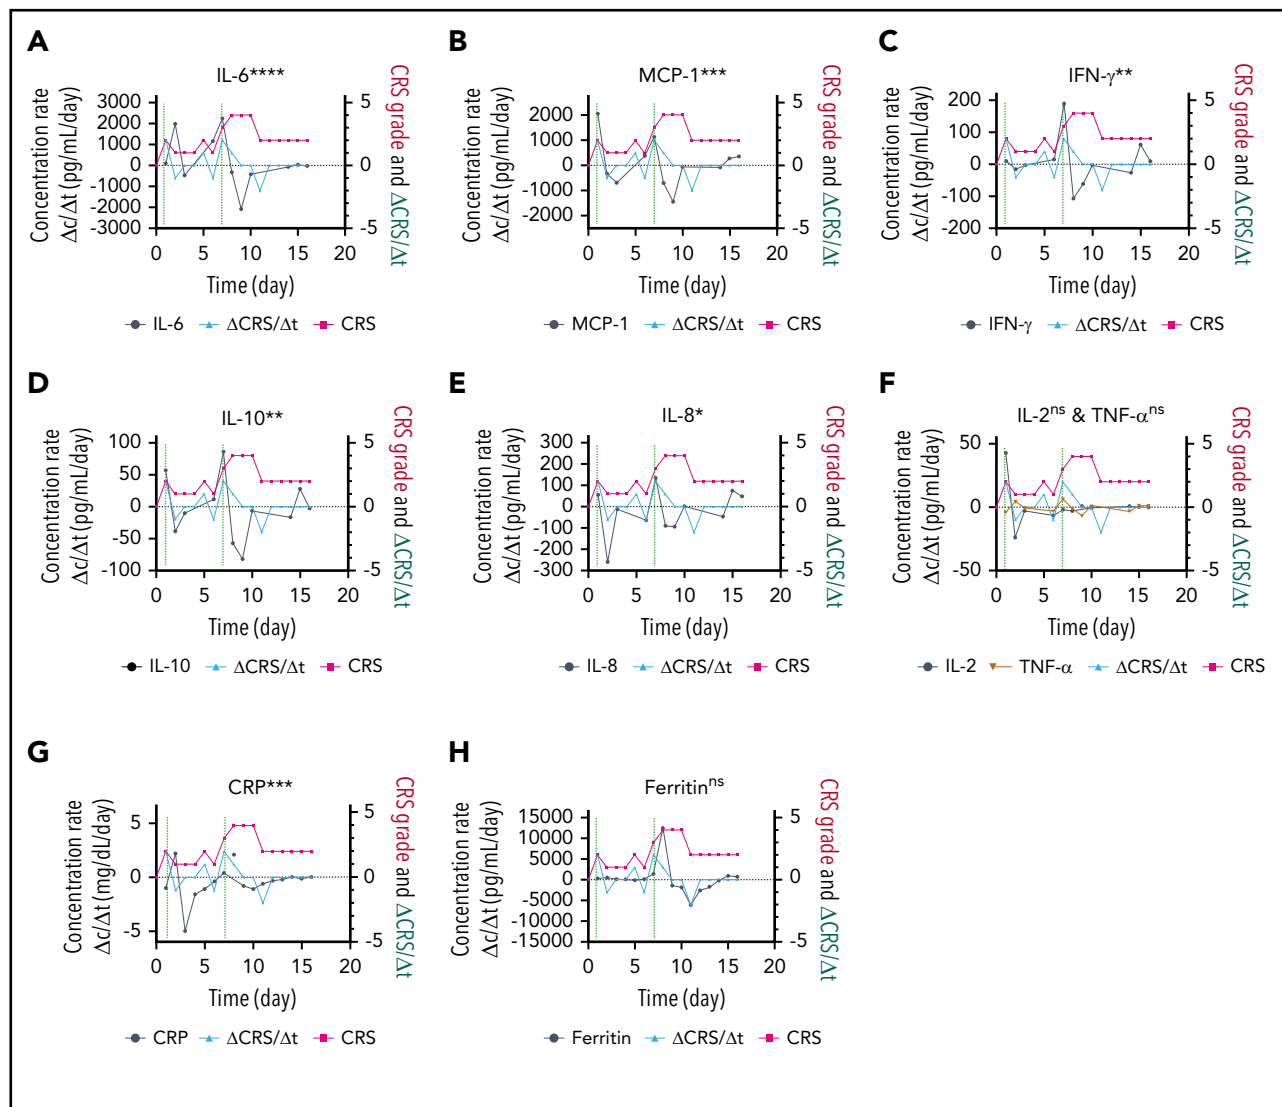 A
IL-6****
Concentration rate
Δc/Δt (pg/mL/day)
3000
2000
1000
0
-1000
2000
-3000
5
0
-5
CRS grade and ΔCRS/Δt
0 5 10 15 20
Time (day)
IL-6 ΔCRS/Δt CRS
B
MCP-1***
Concentration rate
Δc/Δt (pg/mL/day)
2000
1000
0
-1000
-2000
5
0
-5
CRS grade and ΔCRS/Δt
0 5 10 15 20
Time (day)
MCP-1 ΔCRS/Δt CRS
C
IFN-γ**
Concentration rate
Δc/Δt (pg/mL/day)
200
100
0
-100
200
5
0
-5
CRS grade and ΔCRS/Δt
0 5 10 15 20
Time (day)
IFN-γ ΔCRS/Δt CRS
D
IL-10**
Concentration rate
Δc/Δt (pg/mL/day)
100
50
0
-50
-100
5
0
-5
CRS grade and ΔCRS/Δt
0 5 10 15 20
Time (day)
IL-10 ΔCRS/Δt CRS
E
IL-8*
Concentration rate
Δc/Δt (pg/mL/day)
300
200
100
0
-100
-200
-300
5
0
-5
CRS grade and ΔCRS/Δt
0 5 10 15 20
Time (day)
IL-8 ΔCRS/Δt CRS
F
IL-2ns & TNF-αns
Concentration rate
Δc/Δt (pg/mL/day)
50
0
-50
5
0
-5
CRS grade and ΔCRS/Δt
0 5 10 15 20
Time (day)
IL-2 TNF-α ΔCRS/Δt CRS
G
CRP***
Concentration rate
Δc/Δt (mg/dL/day)
5
0
-5
5
0
-5
CRS grade and ΔCRS/Δt
0 5 10 15 20
Time (day)
CRP ΔCRS/Δt CRS
H
Ferritinns
Concentration rate
Δc/Δt (pg/mL/day)
15000
10000
5000
0
-5000
-10000
15000
5
0
-5
CRS grade and ΔCRS/Δt
0 5 10 15 20
Time (day)
Ferritin ΔCRS/Δt CRS